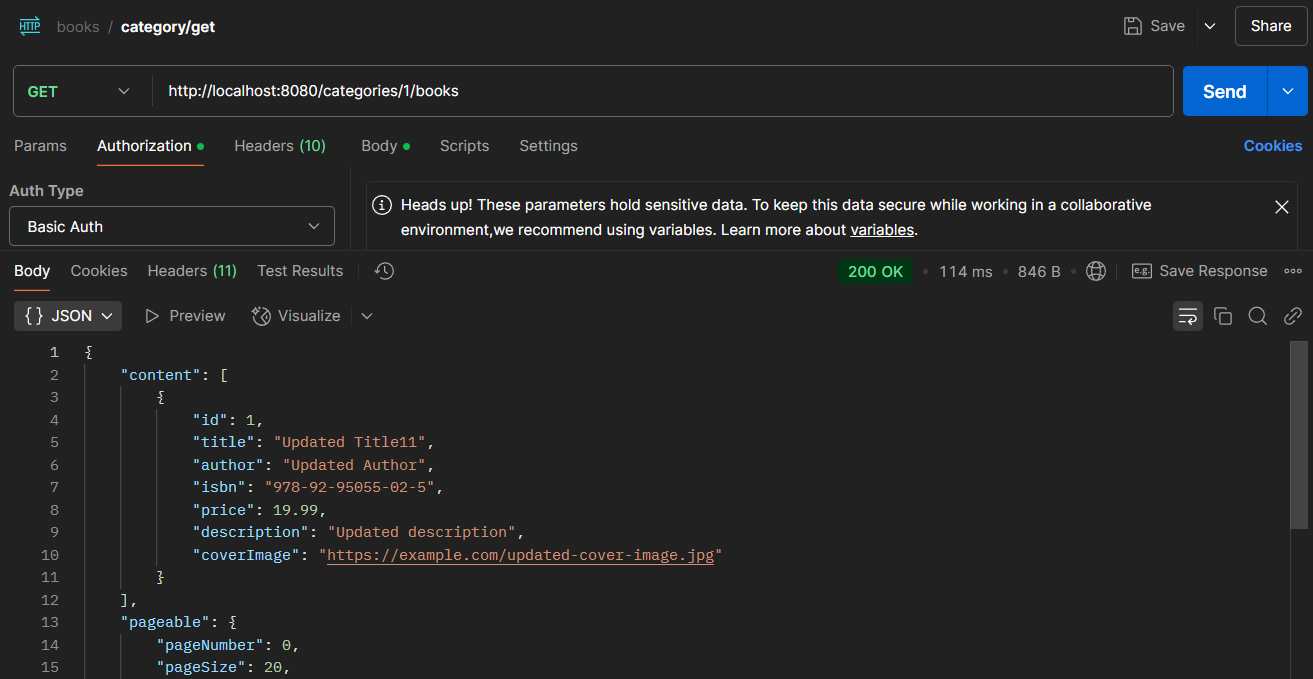 HTTP books / category/get Save Share
GET http://localhost:8080/categories/1/books Send
Params Authorization Headers (10) Body Scripts Settings Cookies
Auth Type
Basic Auth
Heads up! These parameters hold sensitive data. To keep this data secure while working in a collaborative
environment,we recommend using variables. Learn more about variables.
Body Cookies Headers (11) Test Results 200 OK 114 ms 846 B e.g. Save Response
{} JSON Preview Visualize
1 {
2 "content": [
3 {
4 "id": 1,
5 "title": "Updated Title11",
6 "author": "Updated Author",
7 "isbn": "978-92-95055-02-5",
8 "price": 19.99,
9 "description": "Updated description",
10 "coverImage": "https://example.com/updated-cover-image.jpg"
11 }
12 ],
13 "pageable": {
14 "pageNumber": 0,
15 "pageSize": 20,